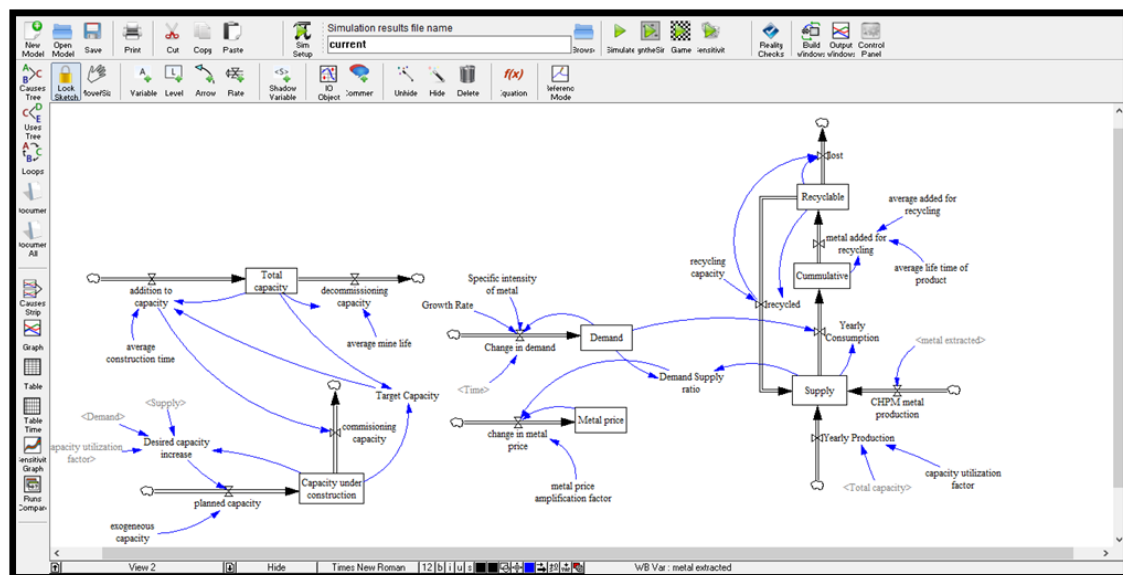 Simulation results file name
current
New Model
Open Model
Save
Print
Cut
Copy
Paste
Sim Setup
Simulate
Game
Reality Checks
Build
Output
Control Panel
Causes Tree
Lock Sketch
Variable
Level
Arrow
Rate
Shadow Variable
IO Object
Unhide
Hide
Delete
Mode
Uses Tree
Loops
All
Causes Strip
Graph
Table
Table Time
Graph
Runs
lost
Recyclable
average added for
recycling
metal added for
recycling
recycling
capacity
Cummulative
average life time of
product
recycled
Total
capacity
addition to
capacity
decommissioning
capacity
average
construction time
average mine life
Specific intensity
of metal
Growth Rate
Change in demand
Demand
<Time>
Yearly
Consumption
<metal extracted>
Demand Supply
ratio
Supply
CHPM metal
production
Target Capacity
<Supply>
<Demand>
capacity utilization
factor>
Desired capacity
increase
commisioning
capacity
change in metal
price
Metal price
Yearly Production
capacity utilization
factor
<Total capacity>
metal price
amplification factor
Capacity under
construction
planned capacity
exogeneous
capacity
View 2
Hide
Times New Roman
12
b
i
u
s
WB Var : metal extracted